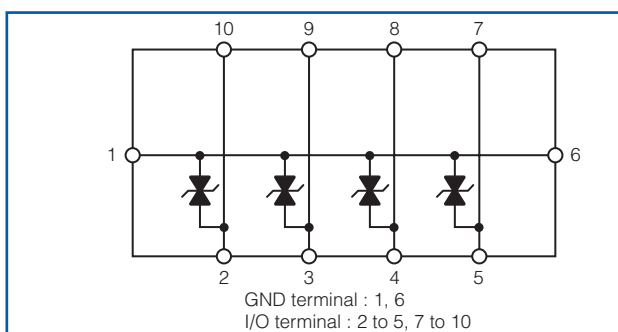 10 9 8 7
1 6
2 3 4 5
GND terminal : 1, 6
I/O terminal : 2 to 5, 7 to 10